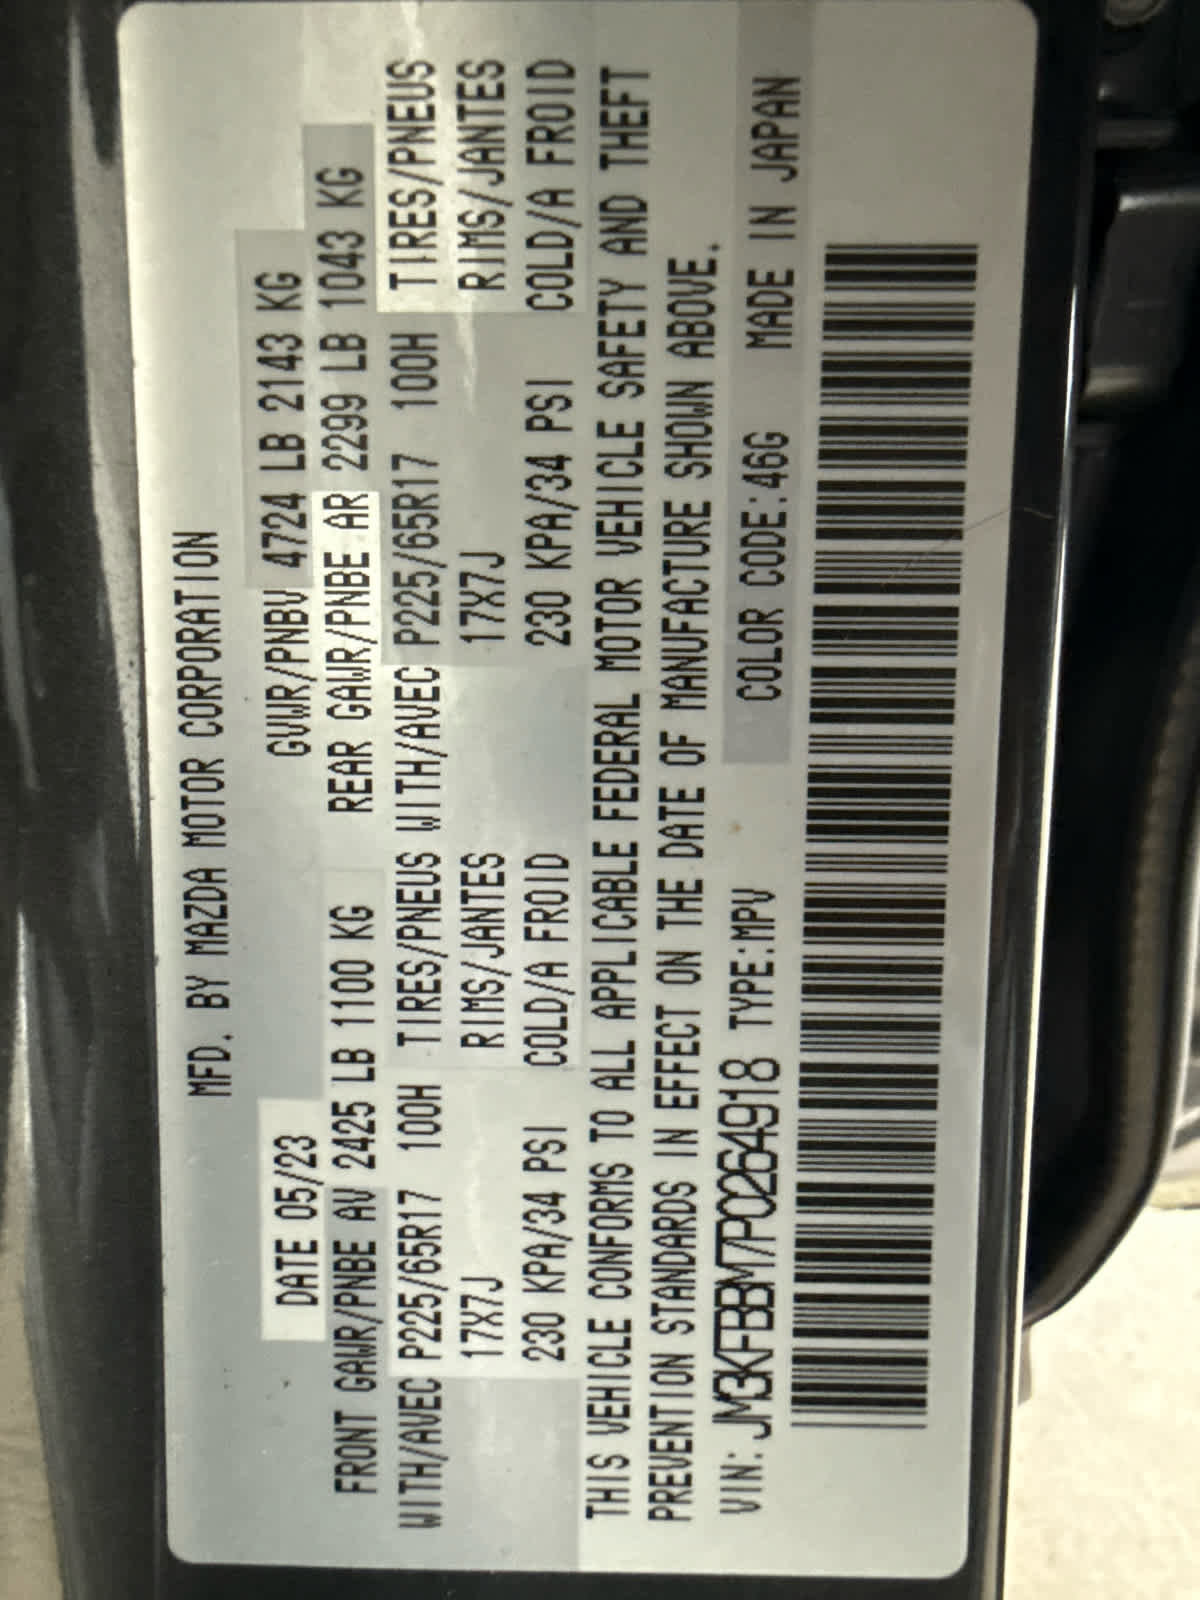 MFD. BY MAZDA MOTOR CORPORATION
DATE 05/23 GVWR/PNBV 4724 LB 2143 KG
FRONT GAWR/PNBE AV 2425 LB 1100 KG REAR GAWR/PNBE AR 2299 LB 1043 KG
WITH/AVEC P225/65R17 100H TIRES/PNEUS WITH/AVEC P225/65R17 100H TIRES/PNEUS
17X7J RIMS/JANTES 17X7J RIMS/JANTES
230 KPA/34 PSI COLD/A FROID 230 KPA/34 PSI COLD/A FROID
THIS VEHICLE CONFORMS TO ALL APPLICABLE FEDERAL MOTOR VEHICLE SAFETY AND THEFT
PREVENTION STANDARDS IN EFFECT ON THE DATE OF MANUFACTURE SHOWN ABOVE.
VIN: JM3KFBBM7P0264918 TYPE:MPV COLOR CODE:46G MADE IN JAPAN